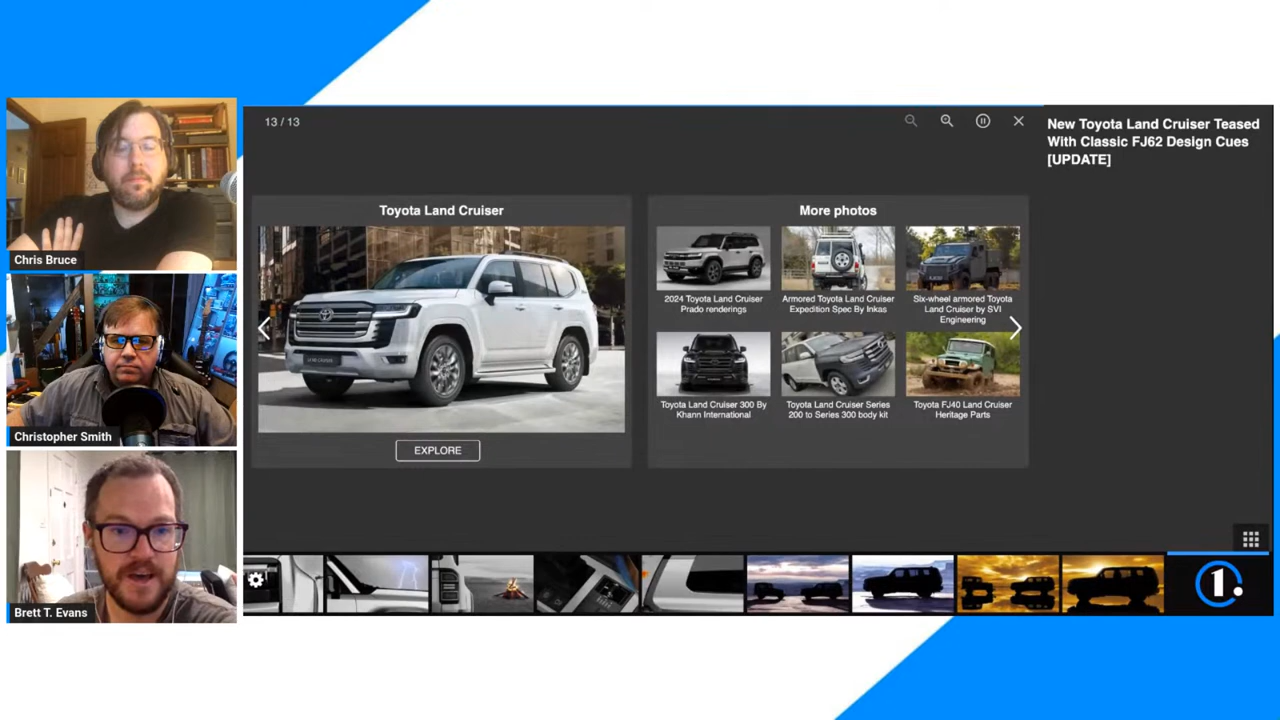 Chris Bruce
Christopher Smith
Brett T. Evans
13 / 13
New Toyota Land Cruiser Teased
With Classic FJ62 Design Cues
[UPDATE]
Toyota Land Cruiser
EXPLORE
More photos
2024 Toyota Land Cruiser
Prado renderings
Armored Toyota Land Cruiser
Expedition Spec By Inkas
Six-wheel armored Toyota
Land Cruiser by SVI
Engineering
Toyota Land Cruiser 300 By
Khann International
Toyota Land Cruiser Series
200 to Series 300 body kit
Toyota FJ40 Land Cruiser
Heritage Parts
1.